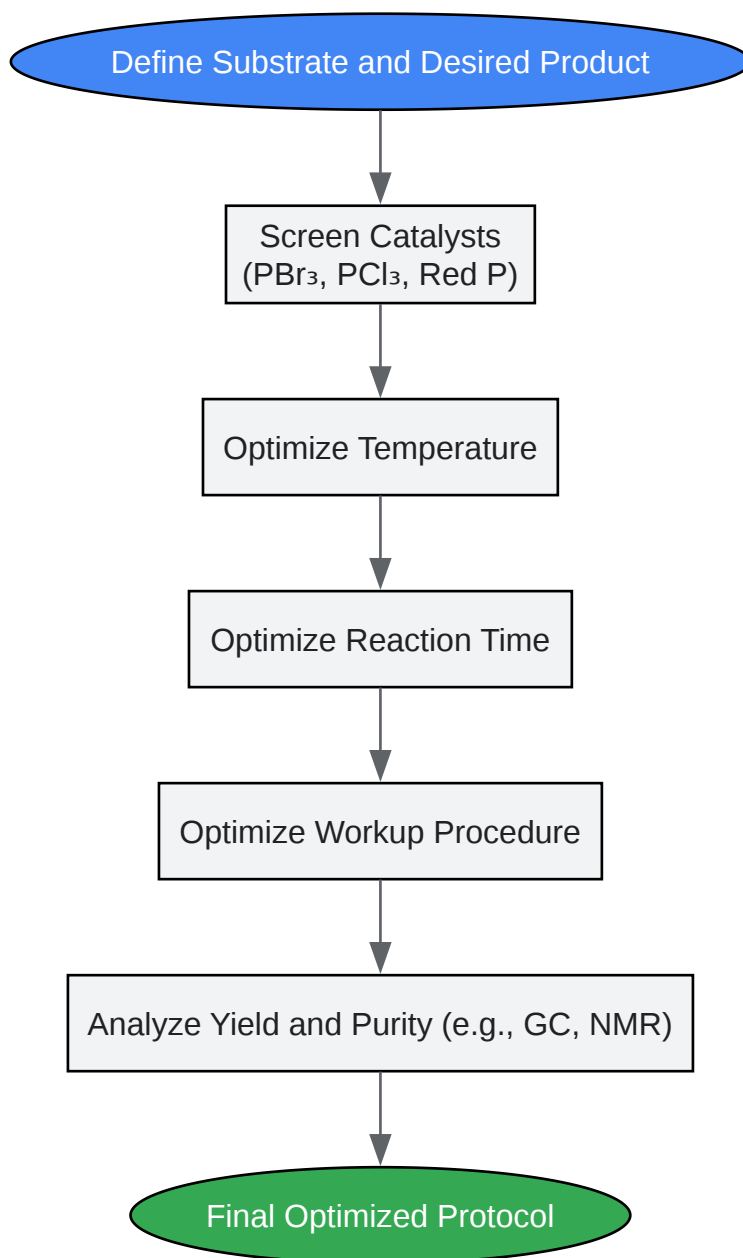 Define Substrate and Desired Product
Screen Catalysts
(PBr₃, PCl₃, Red P)
Optimize Temperature
Optimize Reaction Time
Optimize Workup Procedure
Analyze Yield and Purity (e.g., GC, NMR)
Final Optimized Protocol